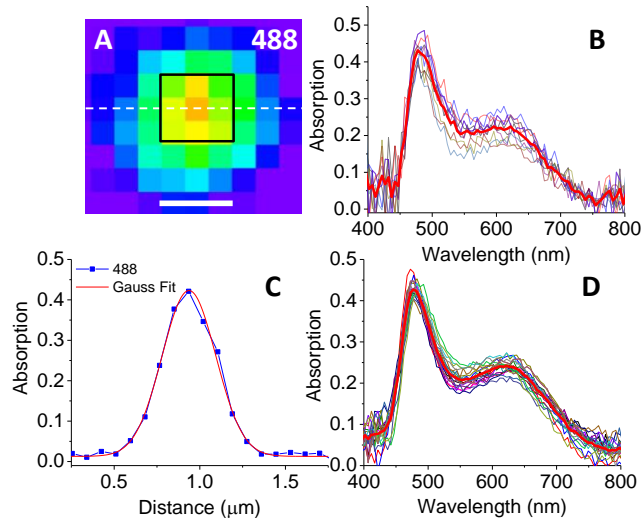 A
488
B
Absorption
0.5
0.4
0.3
0.2
0.1
0.0
400 500 600 700 800
Wavelength (nm)
C
488
Gauss Fit
Absorption
0.5
0.4
0.3
0.2
0.1
0.0
0.5 1.0 1.5
Distance (μm)
D
Absorption
0.5
0.4
0.3
0.2
0.1
0.0
400 500 600 700 800
Wavelength (nm)